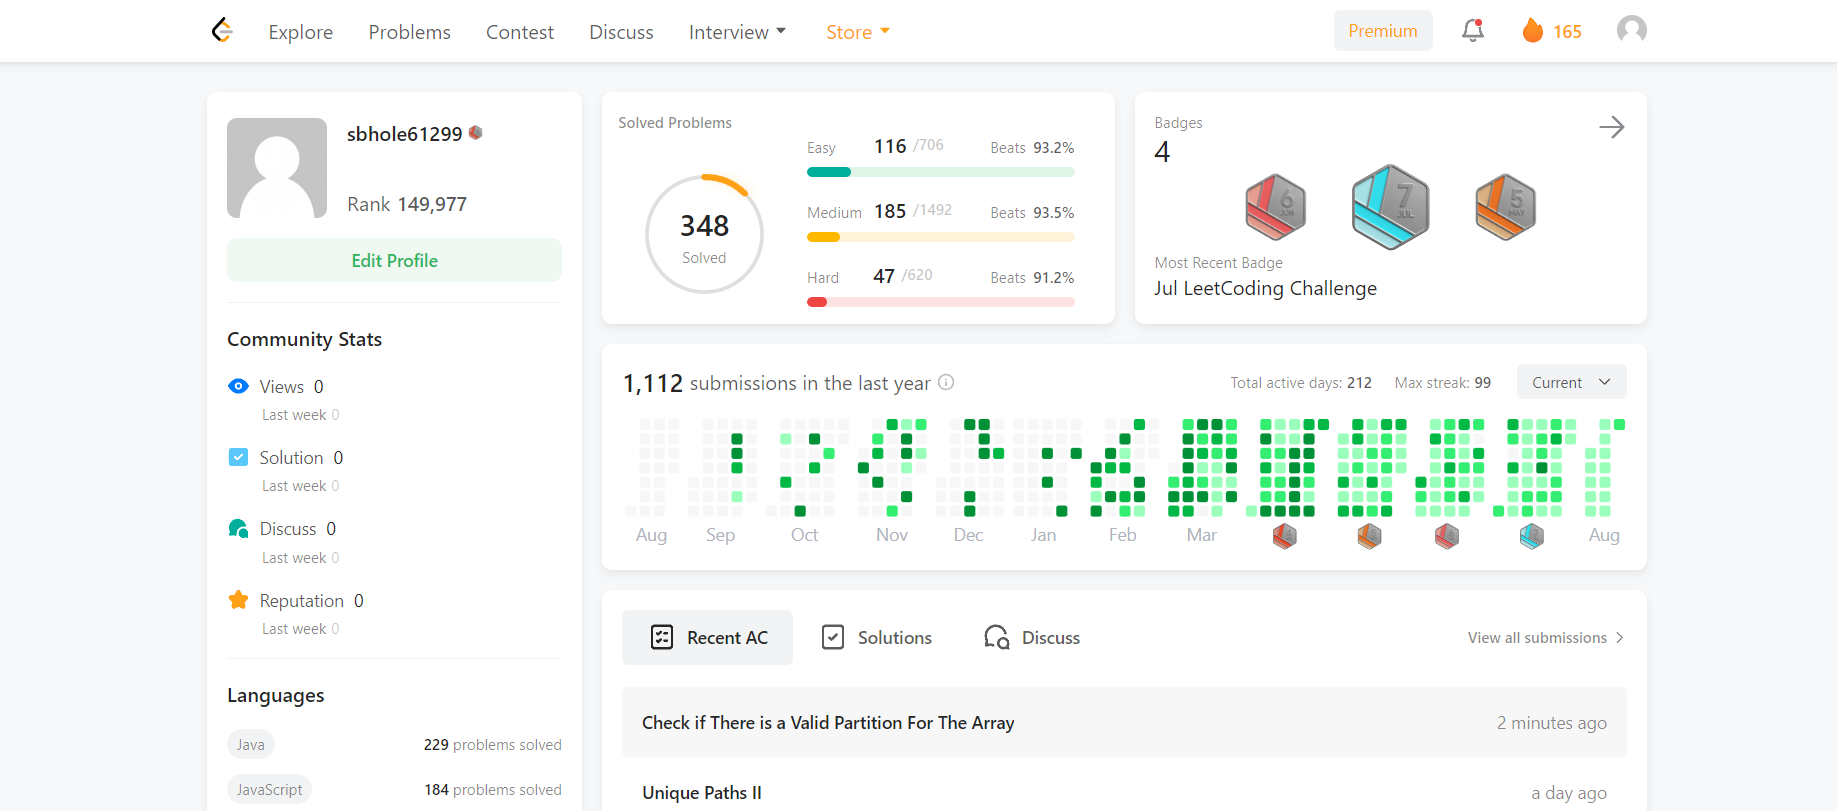 Explore Problems Contest Discuss Interview Store Premium 165
sbhole61299
Rank 149,977
Edit Profile
Community Stats
Views 0
Last week 0
Solution 0
Last week 0
Discuss 0
Last week 0
Reputation 0
Last week 0
Languages
Java 229 problems solved
JavaScript 184 problems solved
Solved Problems
348
Solved
Easy 116 /706 Beats 93.2%
Medium 185 /1492 Beats 93.5%
Hard 47 /620 Beats 91.2%
Badges
4
6 JUN
7 JUL
5 MAY
Most Recent Badge
Jul LeetCoding Challenge
1,112 submissions in the last year Total active days: 212 Max streak: 99 Current
Aug Sep Oct Nov Dec Jan Feb Mar Aug
Recent AC Solutions Discuss View all submissions
Check if There is a Valid Partition For The Array 2 minutes ago
Unique Paths II a day ago